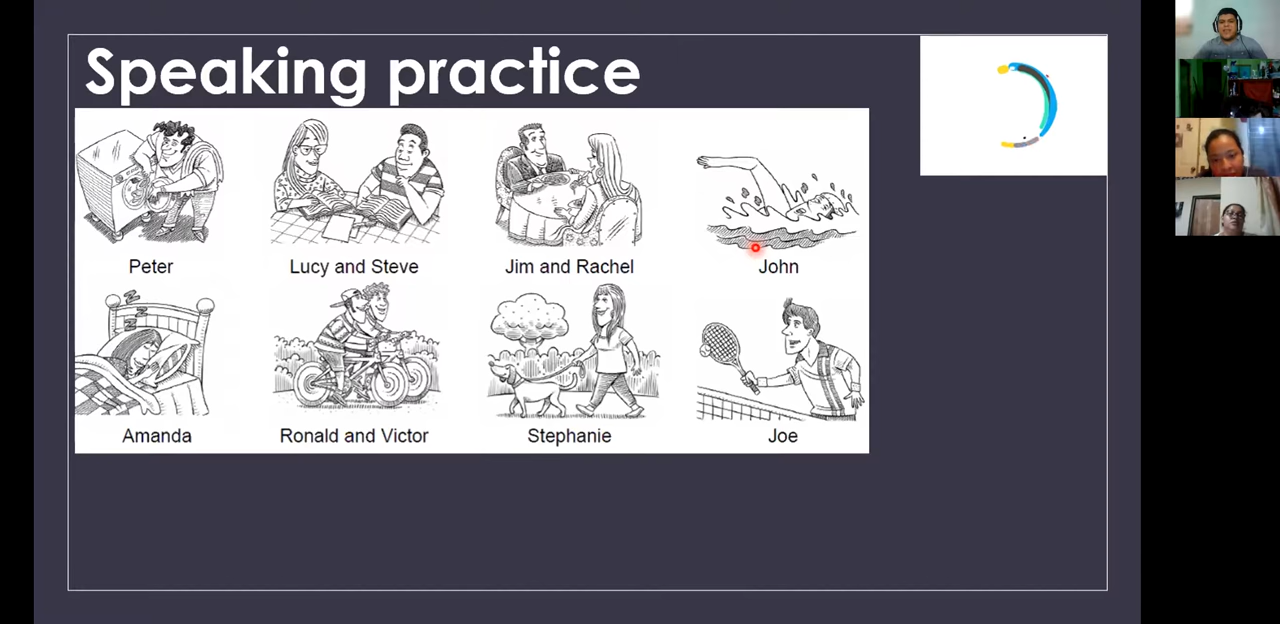 Speaking practice
Peter
Lucy and Steve
Jim and Rachel
John
Z Z Z
Amanda
Ronald and Victor
Stephanie
Joe